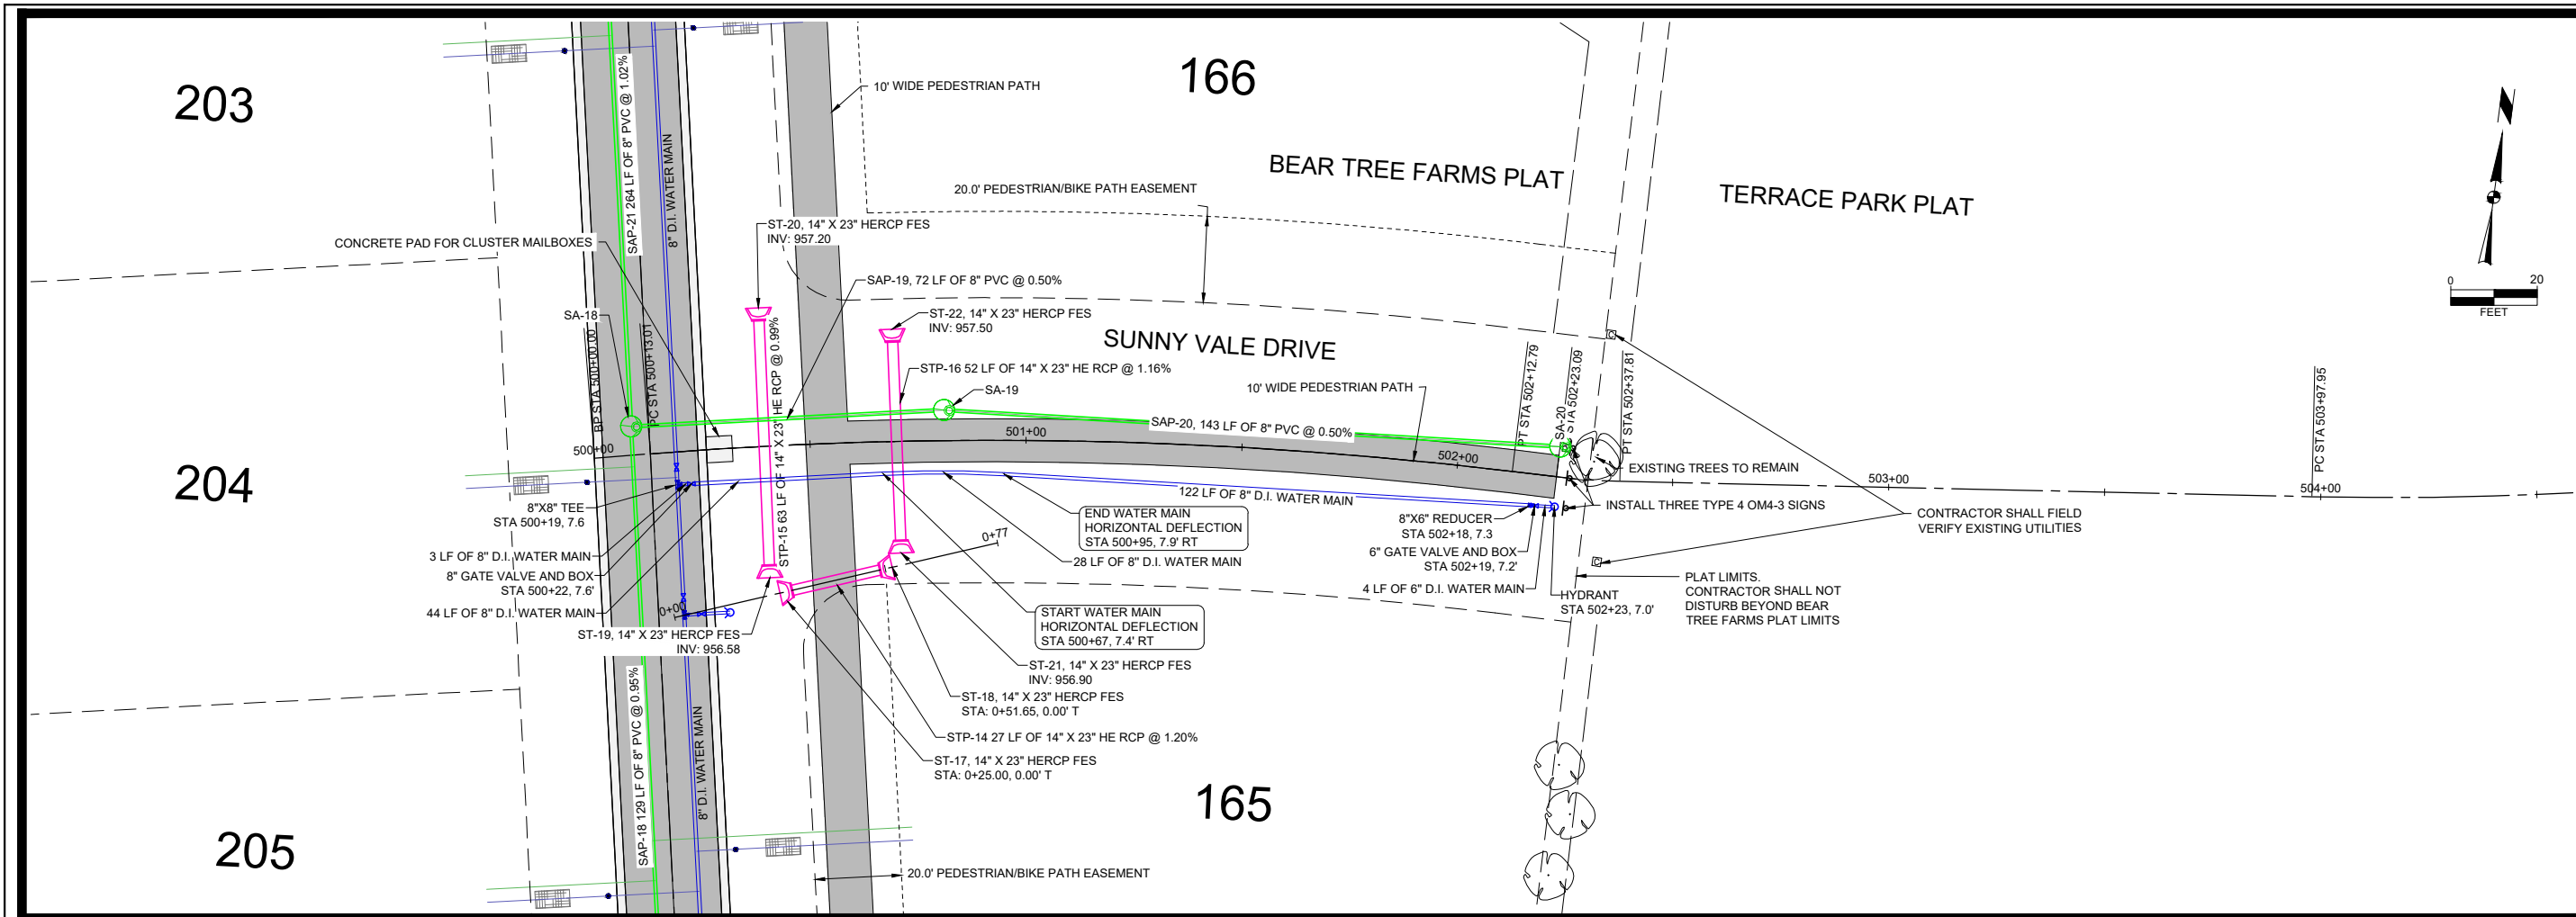 203
166
10' WIDE PEDESTRIAN PATH
SAP-21 264 LF OF 8" PVC @ 1.02%
8" D.I. WATER MAIN
BEAR TREE FARMS PLAT
TERRACE PARK PLAT
20.0' PEDESTRIAN/BIKE PATH EASEMENT
CONCRETE PAD FOR CLUSTER MAILBOXES
ST-20, 14" X 23" HERCP FES
INV: 957.20
SAP-19, 72 LF OF 8" PVC @ 0.50%
0
20
FEET
SA-18
ST-22, 14" X 23" HERCP FES
INV: 957.50
SUNNY VALE DRIVE
BP STA 500+00.00
PC STA 500+13.01
STP-15 63 LF OF 14" X 23" HE RCP @ 0.99%
STP-16 52 LF OF 14" X 23" HE RCP @ 1.16%
SA-19
10' WIDE PEDESTRIAN PATH
PT STA 502+12.79
SA-20
STA 502+23.09
PT STA 502+37.81
PC STA 503+97.95
SAP-20, 143 LF OF 8" PVC @ 0.50%
500+00
501+00
502+00
503+00
504+00
204
EXISTING TREES TO REMAIN
INSTALL THREE TYPE 4 OM4-3 SIGNS
CONTRACTOR SHALL FIELD
VERIFY EXISTING UTILITIES
122 LF OF 8" D.I. WATER MAIN
8"X8" TEE
STA 500+19, 7.6
3 LF OF 8" D.I. WATER MAIN
8" GATE VALVE AND BOX
STA 500+22, 7.6'
44 LF OF 8" D.I. WATER MAIN
END WATER MAIN
HORIZONTAL DEFLECTION
STA 500+95, 7.9' RT
28 LF OF 8" D.I. WATER MAIN
8"X6" REDUCER
STA 502+18, 7.3
6" GATE VALVE AND BOX
STA 502+19, 7.2'
4 LF OF 6" D.I. WATER MAIN
HYDRANT
STA 502+23, 7.0'
PLAT LIMITS.
CONTRACTOR SHALL NOT
DISTURB BEYOND BEAR
TREE FARMS PLAT LIMITS
0+77
0+00
START WATER MAIN
HORIZONTAL DEFLECTION
STA 500+67, 7.4' RT
ST-19, 14" X 23" HERCP FES
INV: 956.58
ST-21, 14" X 23" HERCP FES
INV: 956.90
ST-18, 14" X 23" HERCP FES
STA: 0+51.65, 0.00' T
STP-14 27 LF OF 14" X 23" HE RCP @ 1.20%
ST-17, 14" X 23" HERCP FES
STA: 0+25.00, 0.00' T
SAP-18 129 LF OF 8" PVC @ 0.95%
8" D.I. WATER MAIN
165
205
20.0' PEDESTRIAN/BIKE PATH EASEMENT